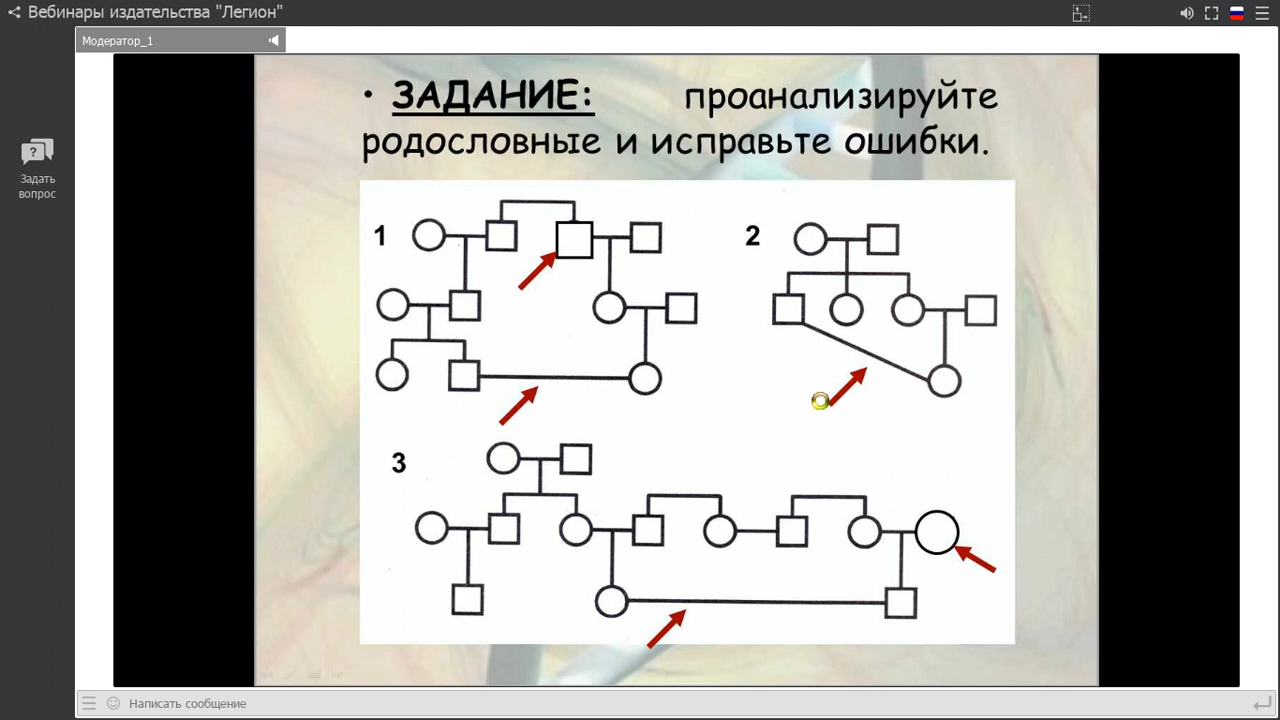 Вебинары издательства "Легион"
Модератор_1
Задать
вопрос
• ЗАДАНИЕ: проанализируйте
родословные и исправьте ошибки.
1
2
3
Написать сообщение